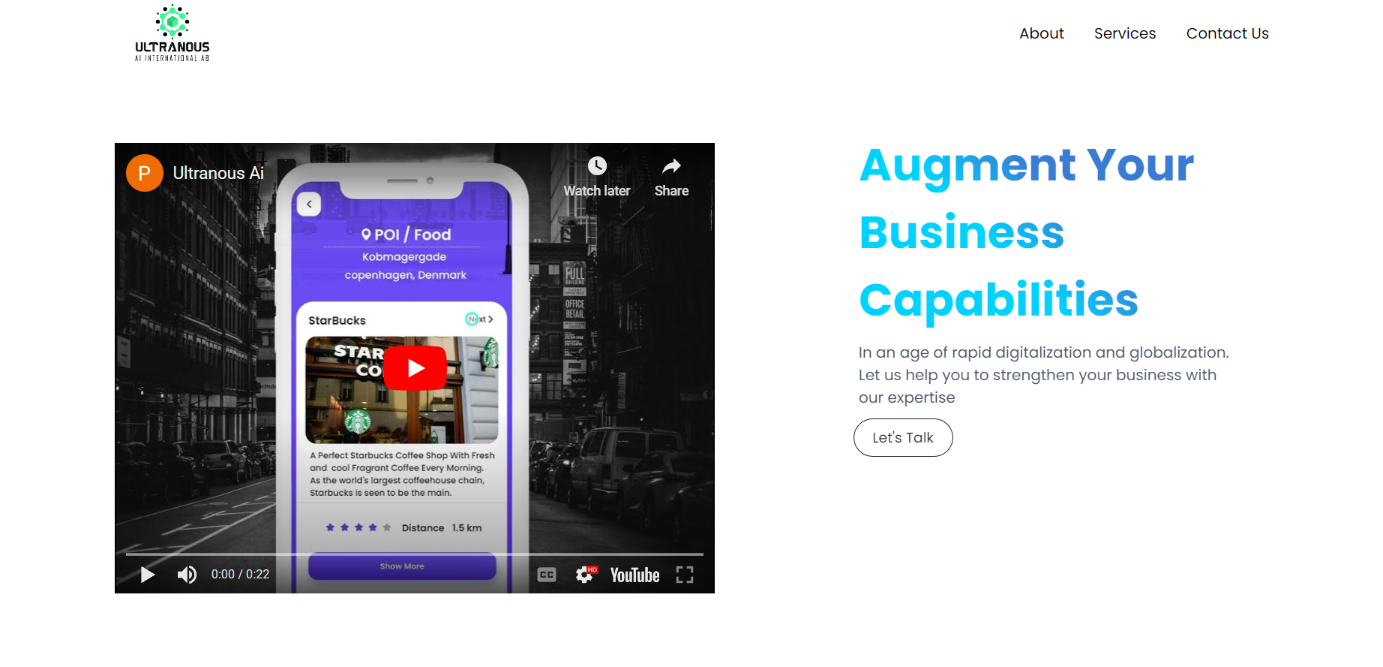 ULTRANOUS
AI INTERNATIONAL AB
About
Services
Contact Us
P
Ultranous Ai
Watch later
Share
POI / Food
Kobmagergade
copenhagen, Denmark
StarBucks
Next
STAR
CO
FULL
BUILDING
OFFICE
RETAIL
A Perfect Starbucks Coffee Shop With Fresh
and cool Fragrant Coffee Every Morning.
As the world's largest coffeehouse chain,
Starbucks is seen to be the main.
Distance 1.5 km
Show More
0:00 / 0:22
CC
HD
YouTube
Augment Your
Business
Capabilities
In an age of rapid digitalization and globalization.
Let us help you to strengthen your business with
our expertise
Let's Talk